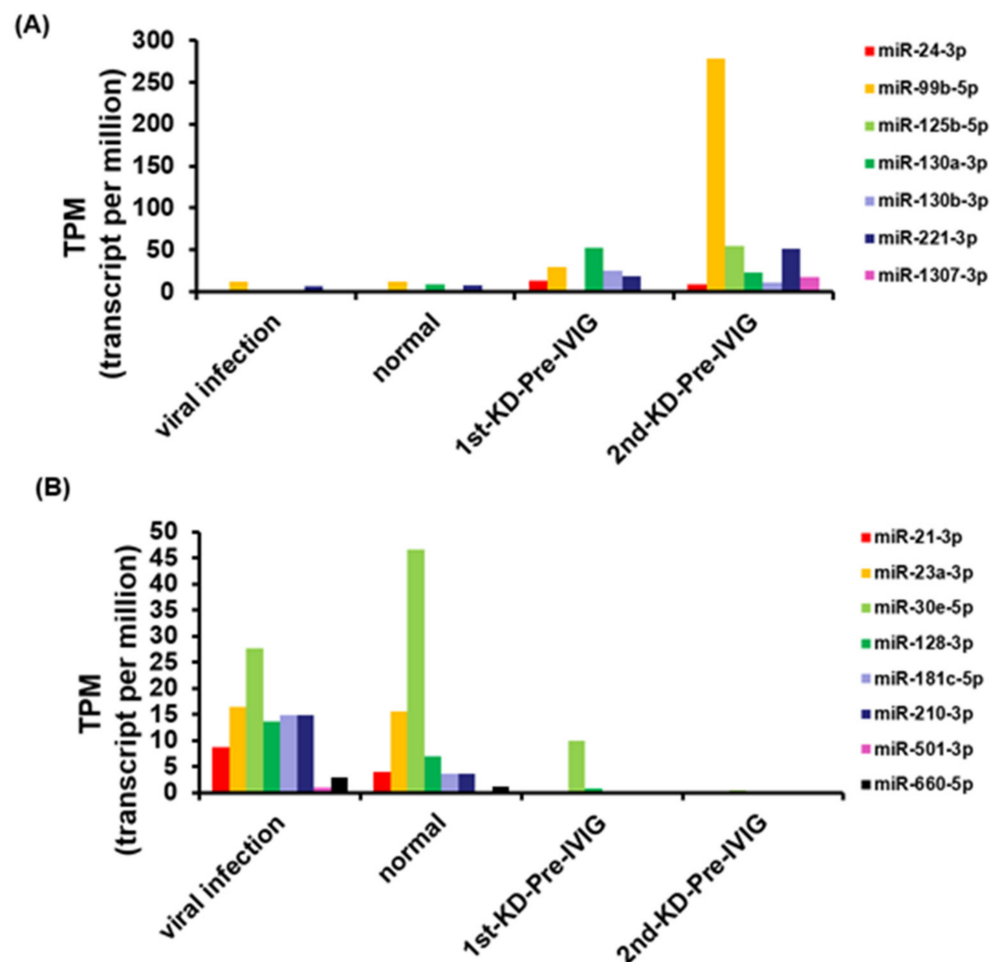 (A)
300
250
200
150
100
50
0
TPM
(transcript per million)
viral infection
normal
1st-KD-Pre-IVIG
2nd-KD-Pre-IVIG
miR-24-3p
miR-99b-5p
miR-125b-5p
miR-130a-3p
miR-130b-3p
miR-221-3p
miR-1307-3p
(B)
50
45
40
35
30
25
20
15
10
5
0
TPM
(transcript per million)
viral infection
normal
1st-KD-Pre-IVIG
2nd-KD-Pre-IVIG
miR-21-3p
miR-23a-3p
miR-30e-5p
miR-128-3p
miR-181c-5p
miR-210-3p
miR-501-3p
miR-660-5p